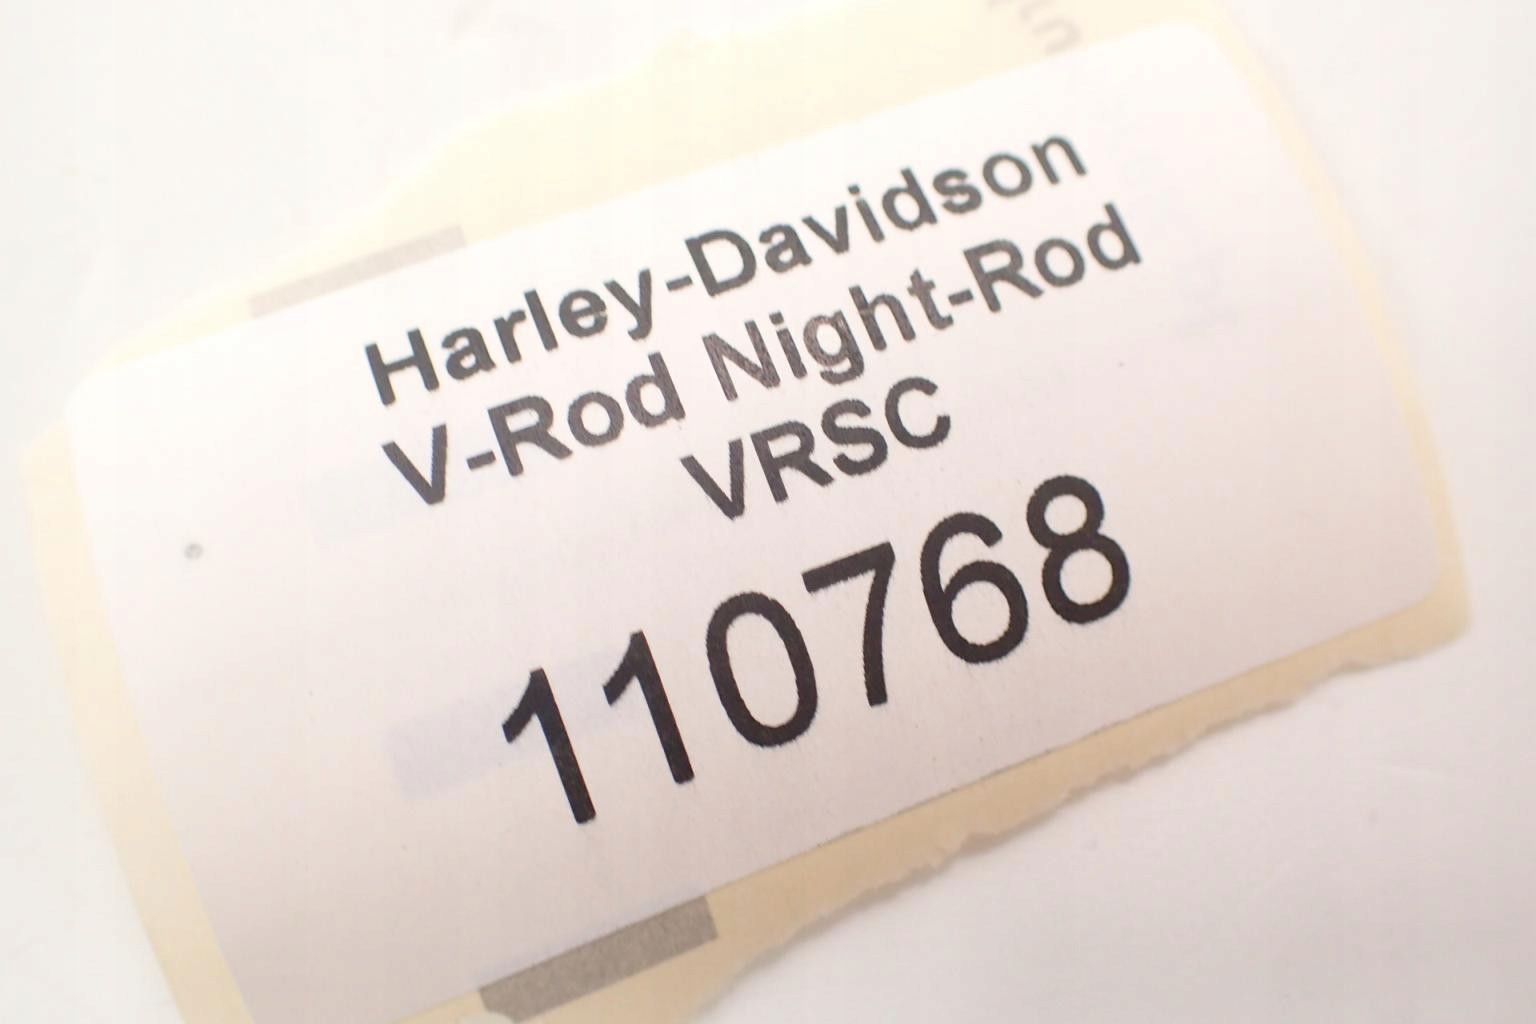 Harley-Davidson
V-Rod Night-Rod
VRSC
110768